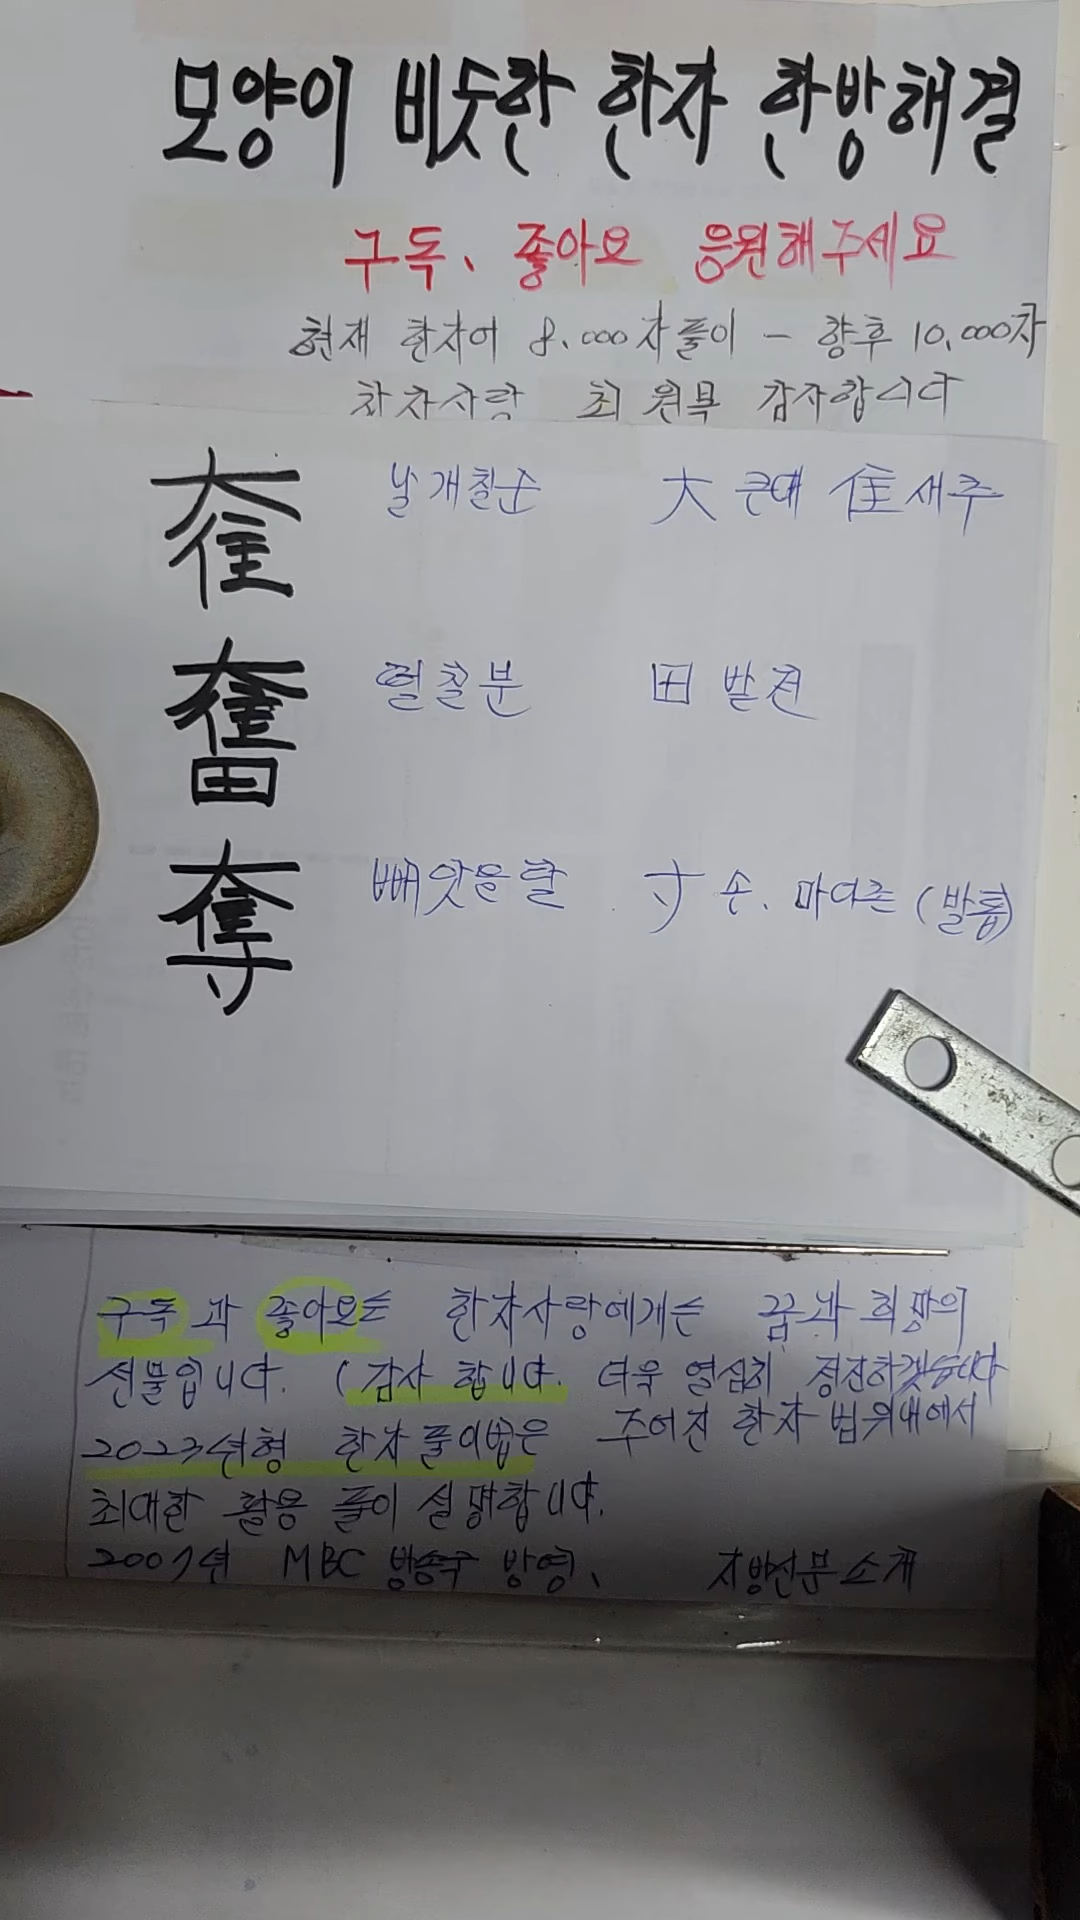 모양이 비슷한 한자 한방해결
구독、좋아요 응원해주세요
현재 한자어 8,000자풀이 - 향후 10,000자
한자사랑 최원복 감사합니다
奞 날개칠순 大 큰대 隹 새추
奮 떨칠분 田 밭전
奪 빼앗을탈 寸 손、마디촌 (발톱)
구독과 좋아요는 한자사랑에게는 꿈과 희망의
선물입니다. (감사 합니다. 더욱 열심히 정진하겠습니다
2023년형 한자풀이법은 주어진 한자 범위내에서
최대한 활용 풀이 설명합니다.
2007년 MBC 방송국 방영、 지방신문소개